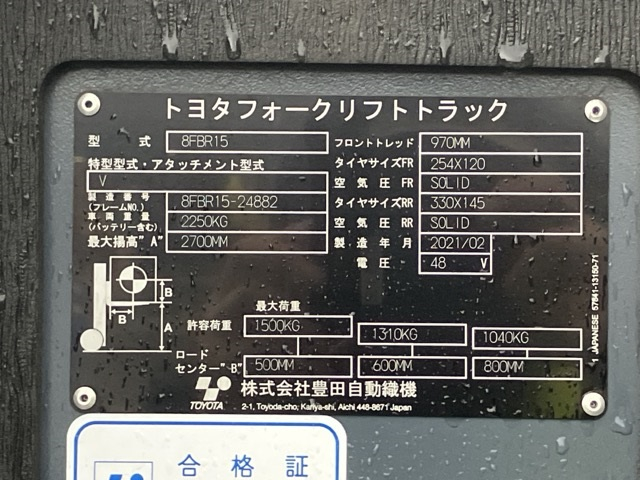 トヨタフォークリフトトラック
型式 8FBR15 フロントトレッド 970MM
特型型式・アタッチメント型式 タイヤサイズFR 254X120
V 空気圧FR SOLID
製造番号(フレームNO.) 8FBR15-24882 タイヤサイズRR 330X145
車両重量(バッテリー含む) 2250KG 空気圧RR SOLID
最大揚高"A" 2700MM 製造年月 2021/02
電圧 48 V
B
B A
最大荷重
許容荷重 1500KG 1310KG 1040KG
ロードセンター"B" 500MM 600MM 800MM
TOYOTA 株式会社豊田自動織機
2-1, Toyoda-cho, Kariya-shi, Aichi 448-8671 Japan
1 JAPANESE 57841-13150-71
合格証